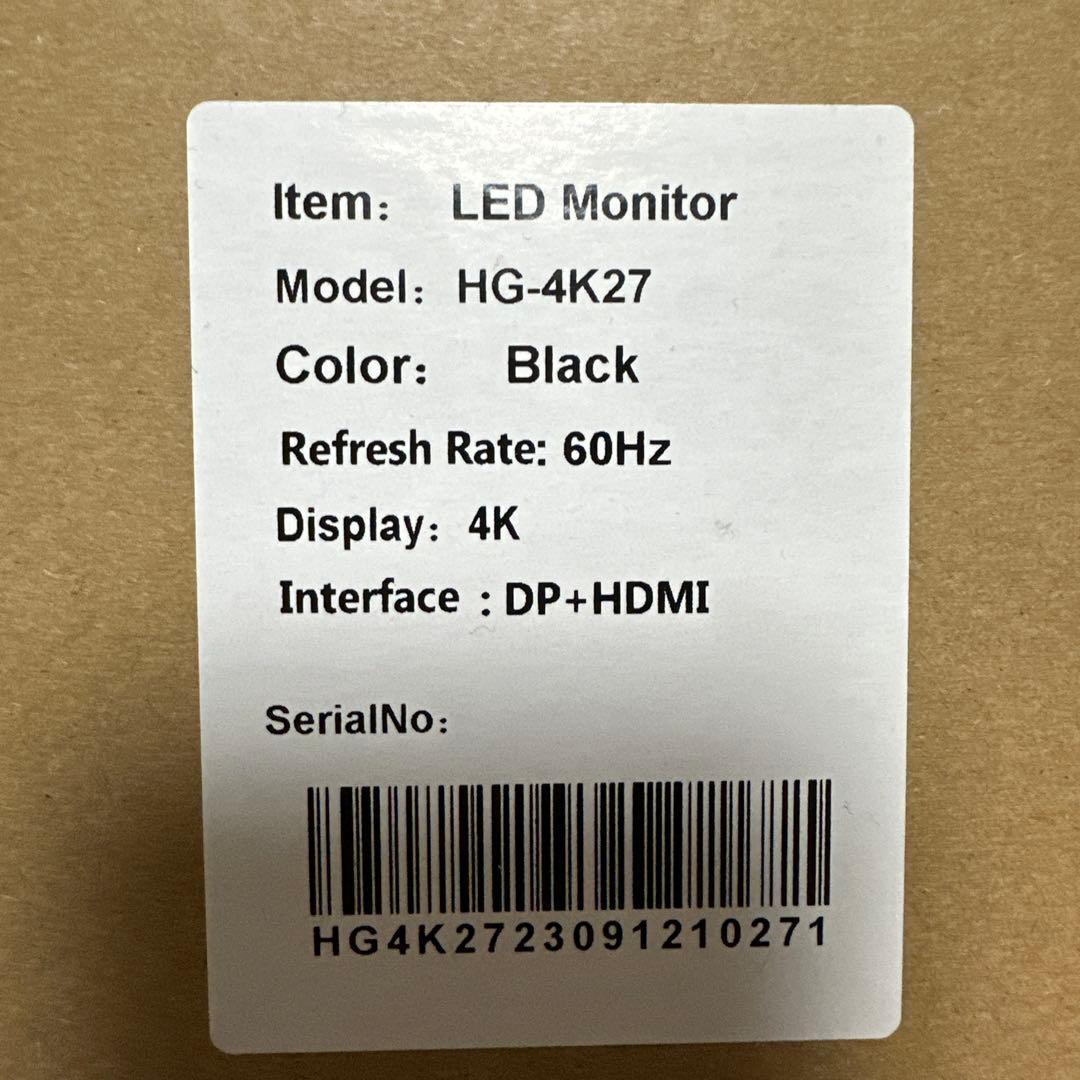 Item： LED Monitor
Model：HG-4K27
Color： Black
Refresh Rate: 60Hz
Display：4K
Interface : DP+HDMI
SerialNo：
HG4K2723091210271